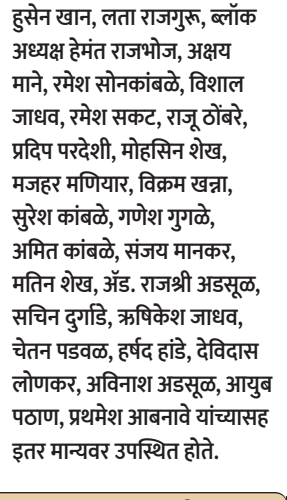 हुसेन खान, लता राजगुरू, ब्लॉक
अध्यक्ष हेमंत राजभोज, अक्षय
माने, रमेश सोनकांबळे, विशाल
जाधव, रमेश सकट, राजू ठोंबरे,
प्रदिप परदेशी, मोहसिन शेख,
मजहर मणियार, विक्रम खन्ना,
सुरेश कांबळे, गणेश गुगळे,
अमित कांबळे, संजय मानकर,
मतिन शेख, ॲड. राजश्री अडसूळ,
सचिन दुर्गाडे, ऋषिकेश जाधव,
चेतन पडवळ, हर्षद हांडे, देविदास
लोणकर, अविनाश अडसूळ, आयुब
पठाण, प्रथमेश आबनावे यांच्यासह
इतर मान्यवर उपस्थित होते.